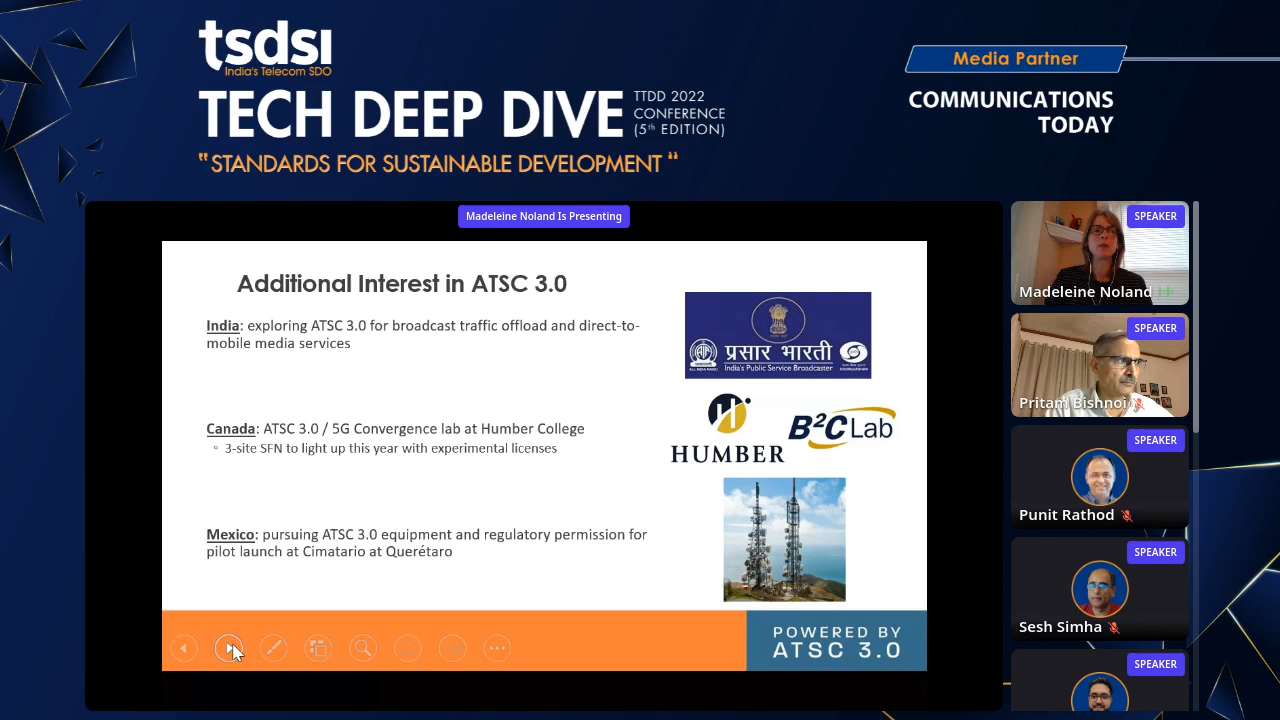 tsdsi
India's Telecom SDO
TECH DEEP DIVE
TTDD 2022
CONFERENCE
(5th EDITION)
"STANDARDS FOR SUSTAINABLE DEVELOPMENT"
Media Partner
COMMUNICATIONS
TODAY
Madeleine Noland Is Presenting
Additional Interest in ATSC 3.0
India: exploring ATSC 3.0 for broadcast traffic offload and direct-to-
mobile media services
प्रसार भारती
India's Public Service Broadcaster
ALL INDIA RADIO
Canada: ATSC 3.0 / 5G Convergence lab at Humber College
◦ 3-site SFN to light up this year with experimental licenses
H
HUMBER
B²C Lab
Mexico: pursuing ATSC 3.0 equipment and regulatory permission for
pilot launch at Cimatario at Querétaro
POWERED BY
ATSC 3.0
SPEAKER
Madeleine Noland
SPEAKER
Pritam Bishnoi
SPEAKER
Punit Rathod
SPEAKER
Sesh Simha
SPEAKER